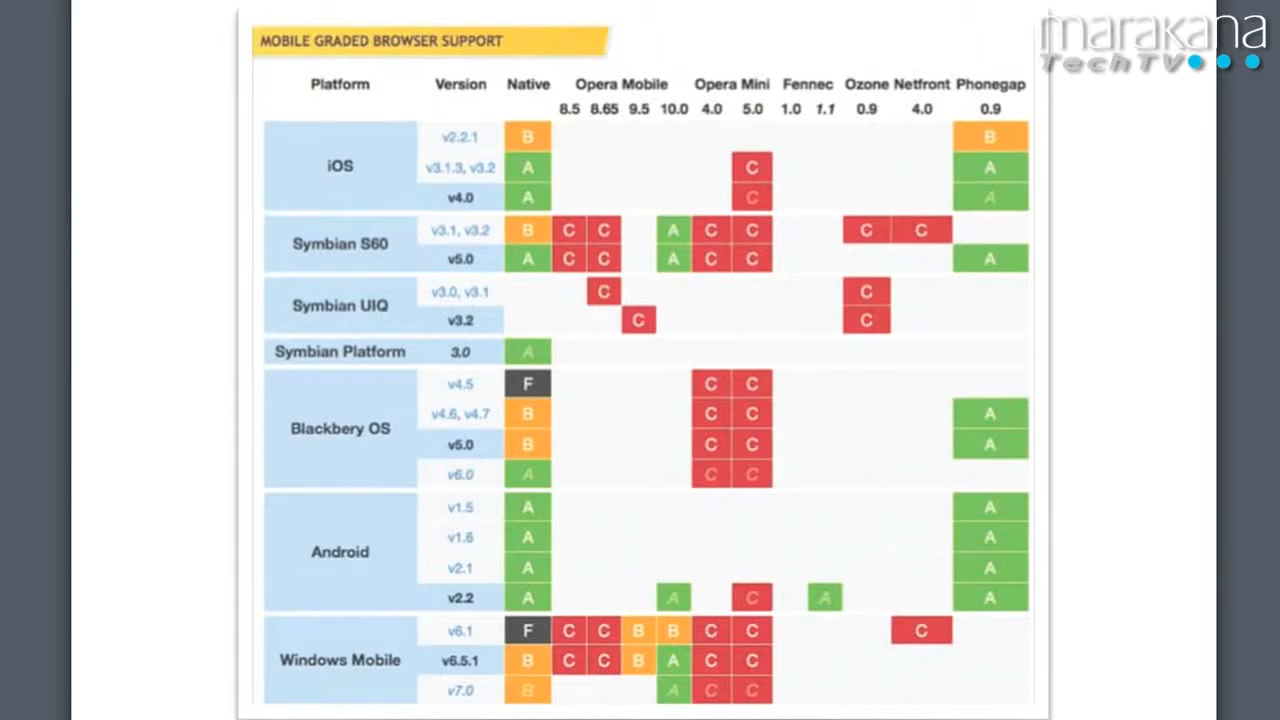 marakana
TechTV
MOBILE GRADED BROWSER SUPPORT
Platform Version Native Opera Mobile Opera Mini Fennec Ozone Netfront Phonegap
8.5 8.65 9.5 10.0 4.0 5.0 1.0 1.1 0.9 4.0 0.9
iOS
v2.2.1 B B
v3.1.3, v3.2 A C A
v4.0 A C A
Symbian S60
v3.1, v3.2 B C C A C C C C
v5.0 A C C A C C A
Symbian UIQ
v3.0, v3.1 C C
v3.2 C C
Symbian Platform 3.0 A
Blackbery OS
v4.5 F C C
v4.6, v4.7 B C C A
v5.0 B C C A
v6.0 A C C
Android
v1.5 A A
v1.6 A A
v2.1 A A
v2.2 A A C A A
Windows Mobile
v6.1 F C C B B C C C
v6.5.1 B C C B A C C
v7.0 B A C C